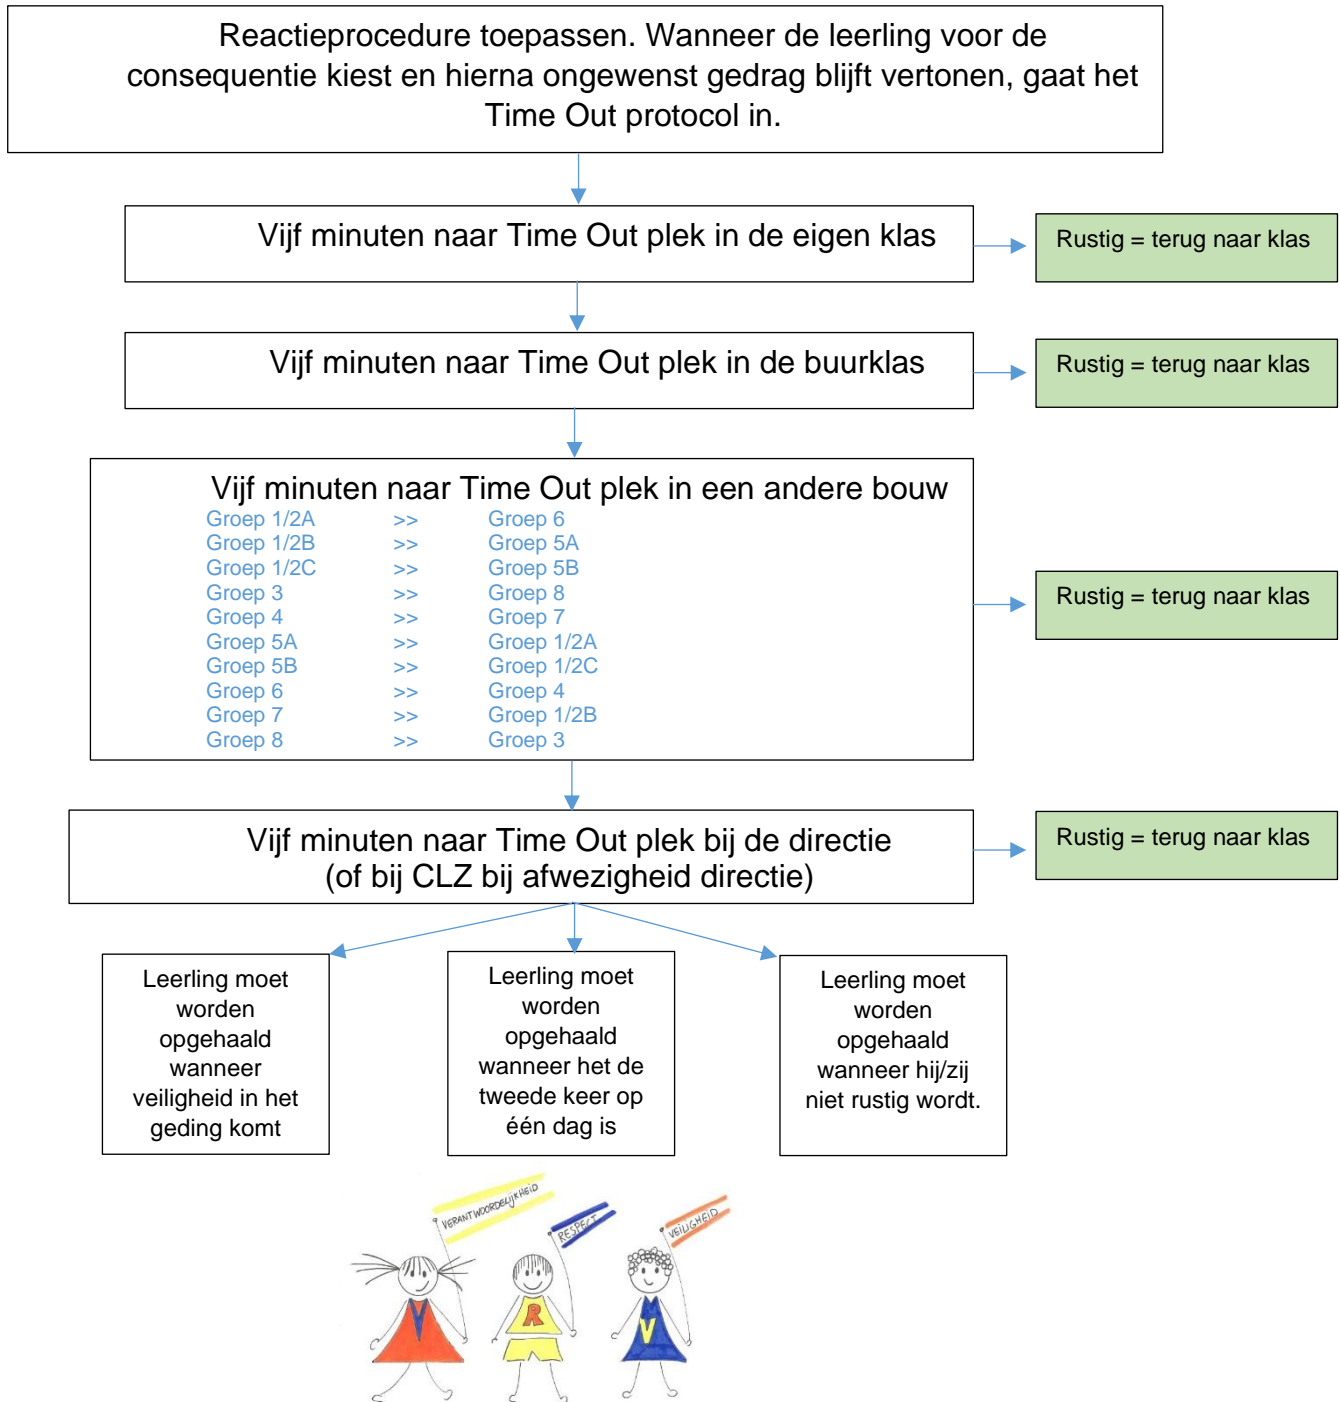 Reactieprocedure toepassen. Wanneer de leerling voor de
consequentie kiest en hierna ongewenst gedrag blijft vertonen, gaat het
Time Out protocol in.
Vijf minuten naar Time Out plek in de eigen klas
Rustig = terug naar klas
Vijf minuten naar Time Out plek in de buurklas
Rustig = terug naar klas
Vijf minuten naar Time Out plek in een andere bouw
Groep 1/2A >> Groep 6
Groep 1/2B >> Groep 5A
Groep 1/2C >> Groep 5B
Groep 3 >> Groep 8
Groep 4 >> Groep 7
Groep 5A >> Groep 1/2A
Groep 5B >> Groep 1/2C
Groep 6 >> Groep 4
Groep 7 >> Groep 1/2B
Groep 8 >> Groep 3
Rustig = terug naar klas
Vijf minuten naar Time Out plek bij de directie
(of bij CLZ bij afwezigheid directie)
Rustig = terug naar klas
Leerling moet
worden
opgehaald
wanneer
veiligheid in het
geding komt
Leerling moet
worden
opgehaald
wanneer het de
tweede keer op
één dag is
Leerling moet
worden
opgehaald
wanneer hij/zij
niet rustig wordt.
VERANTWOORDELIJKHEID
RESPECT
VEILIGHEID
V
R
V